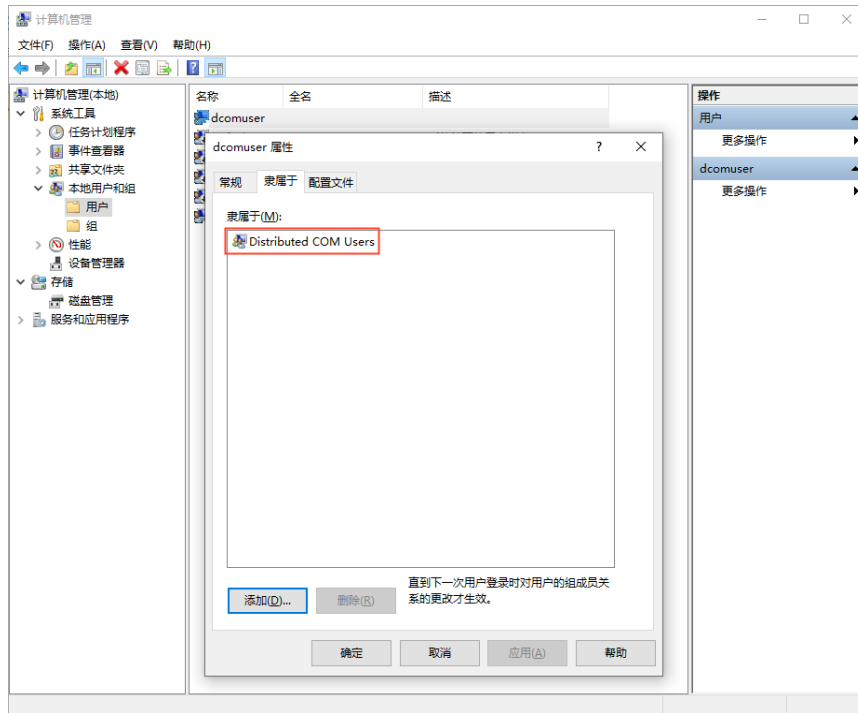 计算机管理
文件(F) 操作(A) 查看(V) 帮助(H)
计算机管理(本地)
系统工具
任务计划程序
事件查看器
共享文件夹
本地用户和组
用户
组
性能
设备管理器
存储
磁盘管理
服务和应用程序
名称 全名 描述
dcomuser
dcomuser 属性
常规 隶属于 配置文件
隶属于(M):
Distributed COM Users
直到下一次用户登录时对用户的组成员关
系的更改才生效。
添加(D)... 删除(R)
确定 取消 应用(A) 帮助
操作
用户
更多操作
dcomuser
更多操作